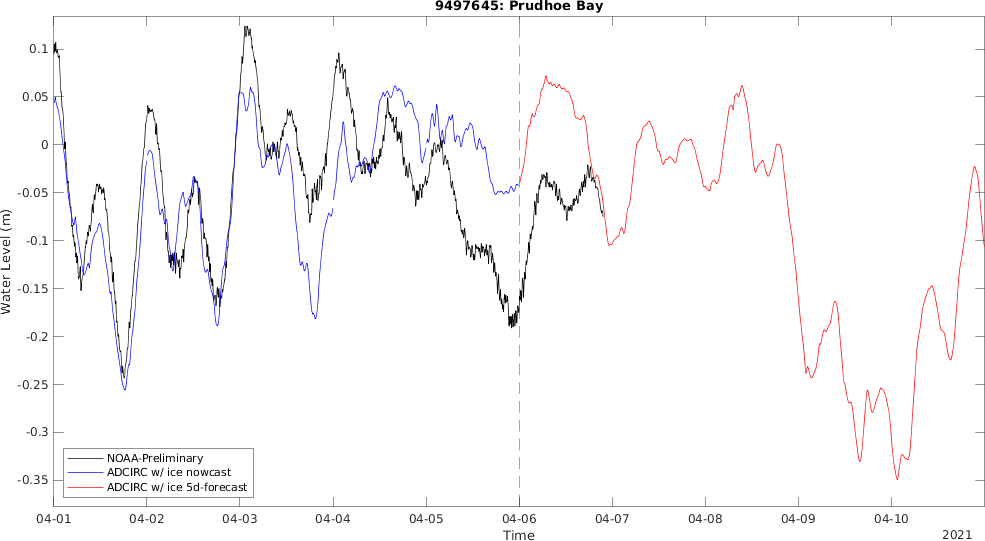 9497645: Prudhoe Bay
Water Level (m)
0.1
0.05
0
-0.05
-0.1
-0.15
-0.2
-0.25
-0.3
-0.35
NOAA-Preliminary
ADCIRC w/ ice nowcast
ADCIRC w/ ice 5d-forecast
04-01 04-02 04-03 04-04 04-05 04-06 04-07 04-08 04-09 04-10
Time
2021